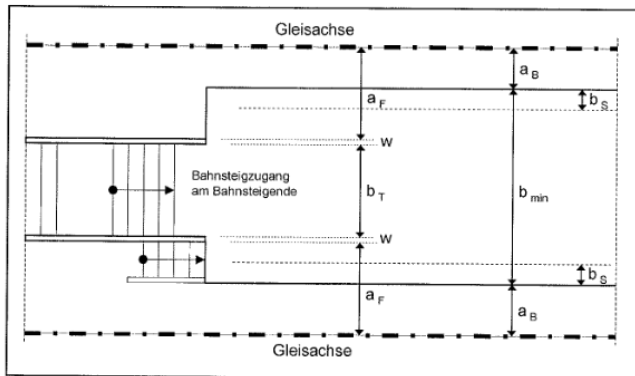 Gleisachse
a B
a F
b S
W
Bahnsteigzugang
am Bahnsteigende
b T
b min
W
b S
a F
a B
Gleisachse